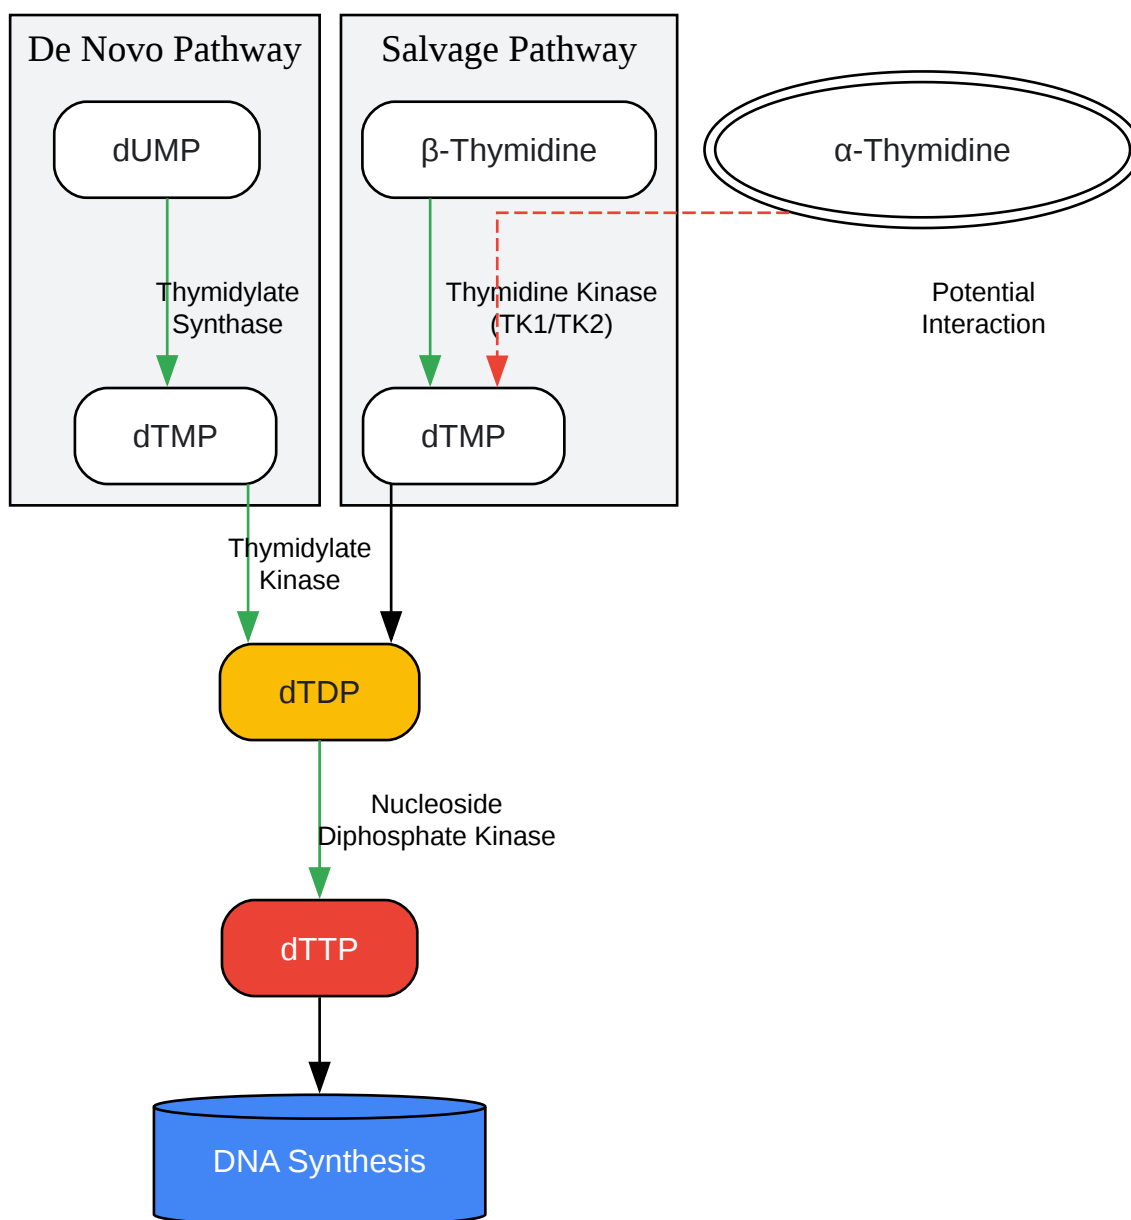 De Novo Pathway
Salvage Pathway
dUMP
β-Thymidine
α-Thymidine
Thymidylate
Synthase
Thymidine Kinase
(TK1/TK2)
Potential
Interaction
dTMP
dTMP
Thymidylate
Kinase
dTDP
Nucleoside
Diphosphate Kinase
dTTP
DNA Synthesis